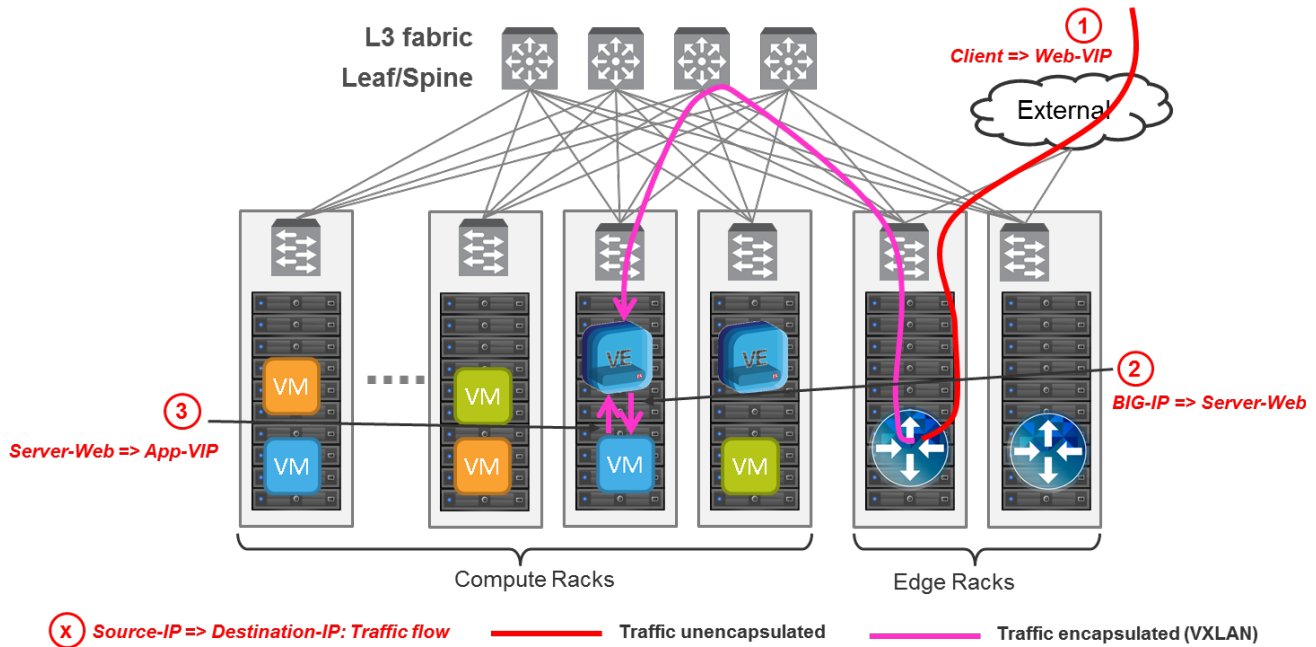 L3 fabric
Leaf/Spine
1
Client => Web-VIP
External
VE
VE
2
BIG-IP => Server-Web
3
Server-Web => App-VIP
VM
VM
VM
VM
VM
VM
Compute Racks
Edge Racks
x Source-IP => Destination-IP: Traffic flow
Traffic unencapsulated
Traffic encapsulated (VXLAN)